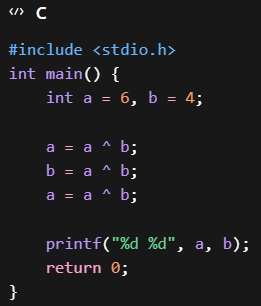 </> C
#include <stdio.h>
int main() {
    int a = 6, b = 4;

    a = a ^ b;
    b = a ^ b;
    a = a ^ b;

    printf("%d %d", a, b);
    return 0;
}